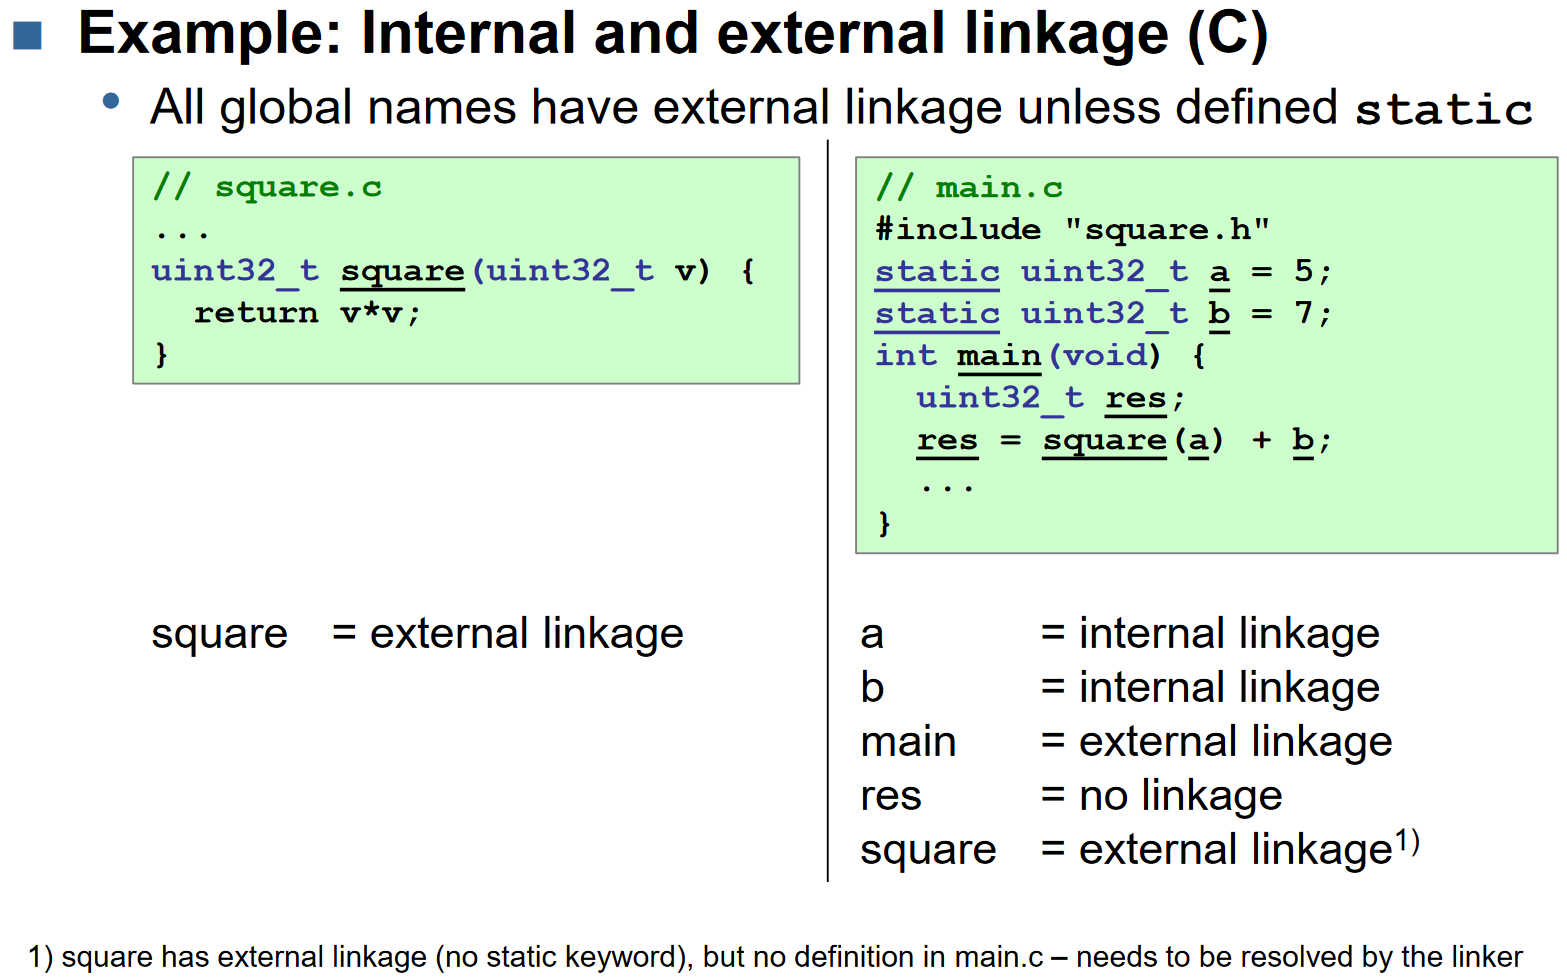 Example: Internal and external linkage (C)
All global names have external linkage unless defined static
// square.c
...
uint32_t square(uint32_t v) {
return v*v;
}
// main.c
#include "square.h"
static uint32_t a = 5;
static uint32_t b = 7;
int main(void) {
uint32_t res;
res = square(a) + b;
...
}
square = external linkage
a = internal linkage
b = internal linkage
main = external linkage
res = no linkage
square = external linkage1)
1) square has external linkage (no static keyword), but no definition in main.c – needs to be resolved by the linker